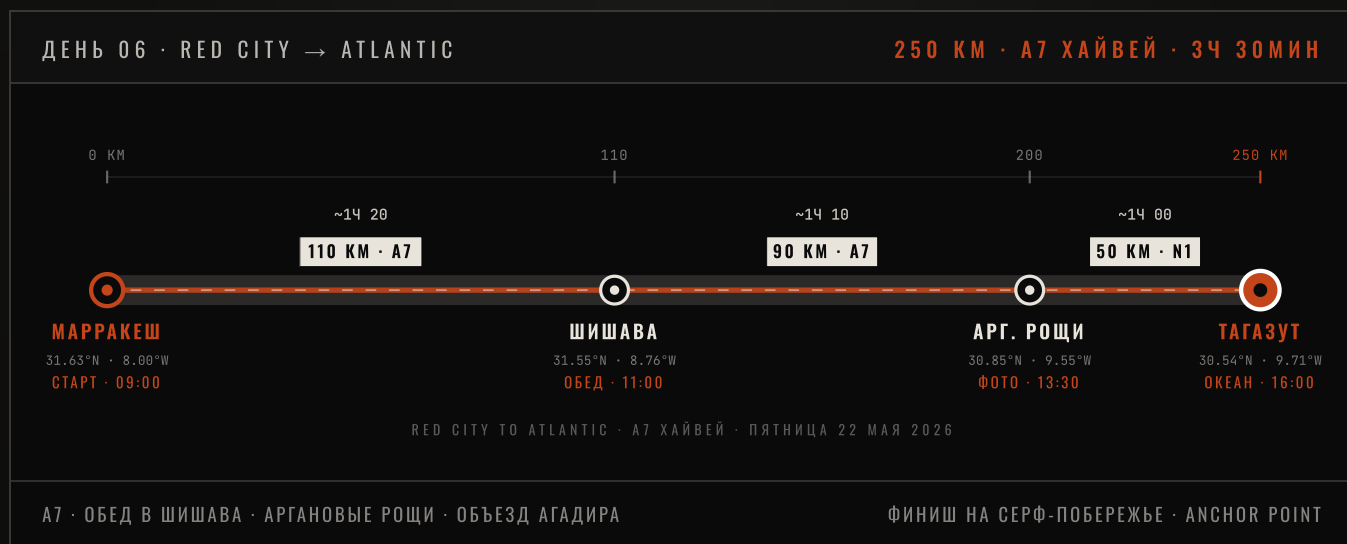 ДЕНЬ 06 · RED CITY → ATLANTIC
250 КМ · А7 ХАЙВЕЙ · 3Ч 30МИН
0 КМ 110 200 250 КМ
~1Ч 20 ~1Ч 10 ~1Ч 00
110 КМ · А7 90 КМ · А7 50 КМ · N1
МАРРАКЕШ ШИШАВА АРГ. РОЩИ ТАГАЗУТ
31.63°N · 8.00°W 31.55°N · 8.76°W 30.85°N · 9.55°W 30.54°N · 9.71°W
СТАРТ · 09:00 ОБЕД · 11:00 ФОТО · 13:30 ОКЕАН · 16:00
RED CITY TO ATLANTIC · А7 ХАЙВЕЙ · ПЯТНИЦА 22 МАЯ 2026
А7 · ОБЕД В ШИШАВА · АРГАНОВЫЕ РОЩИ · ОБЪЕЗД АГАДИРА
ФИНИШ НА СЕРФ-ПОБЕРЕЖЬЕ · ANCHOR POINT